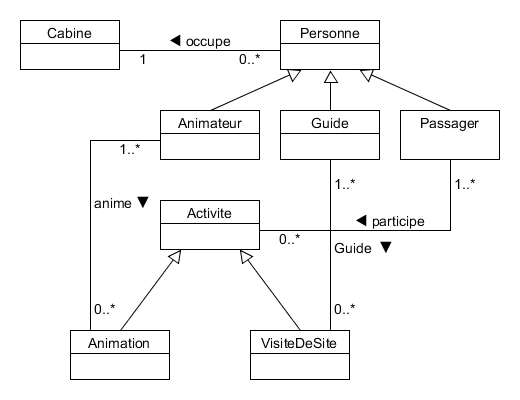 Cabine
Personne
◀ occupe
1
0..*
Animateur
Guide
Passager
1..*
1..*
1..*
anime ▼
Activite
◀ participe
0..*
Guide ▼
0..*
0..*
Animation
VisiteDeSite